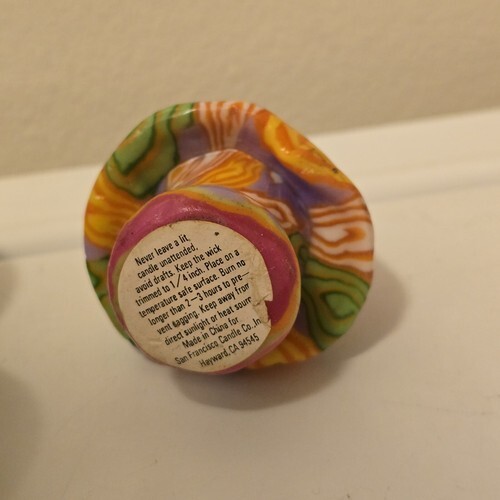 Never leave a lit,
candle unattended,
avoid drafts. Keep the wick
trimmed to 1/4 inch. Place on a
temperature safe surface. Burn no
longer than 2-3 hours to pre-
vent sagging. Keep away from
direct sunlight or heat sourc
Made in China for
San Francisco Candle Co.,In
Hayward, CA 94545